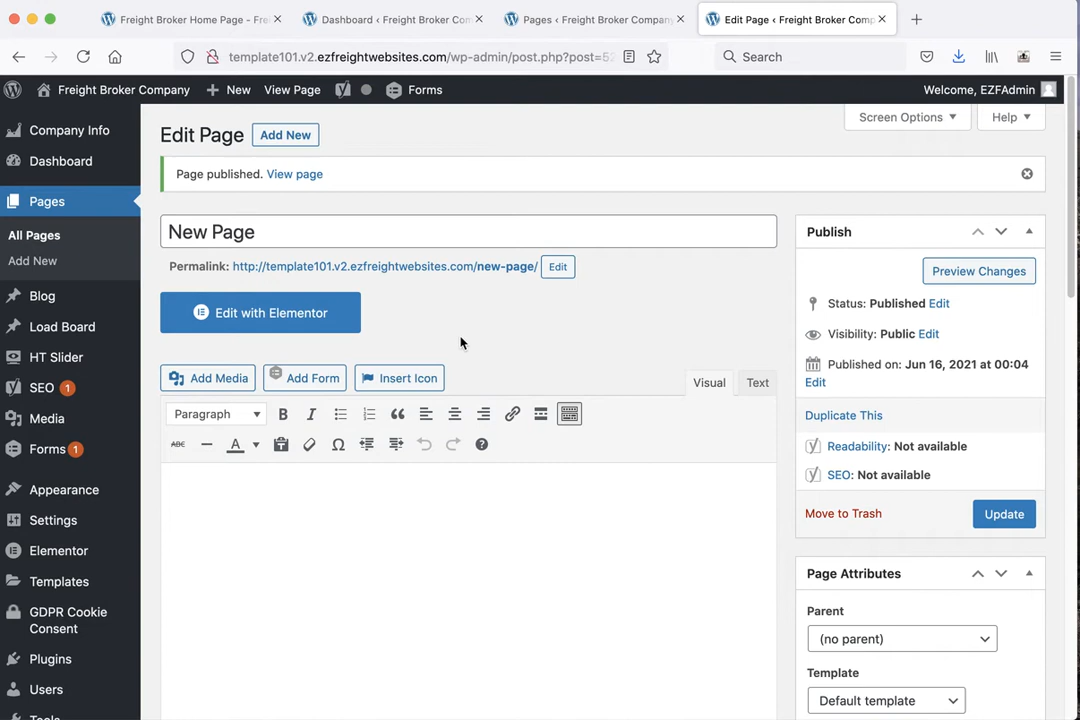 Freight Broker Home Page - Fre
Dashboard ‹ Freight Broker Com
Pages ‹ Freight Broker Company
Edit Page ‹ Freight Broker Comp
template101.v2.ezfreightwebsites.com/wp-admin/post.php?post=52
Search
Freight Broker Company
New
View Page
Forms
Welcome, EZFAdmin
Company Info
Dashboard
Pages
All Pages
Add New
Blog
Load Board
HT Slider
SEO 1
Media
Forms 1
Appearance
Settings
Elementor
Templates
GDPR Cookie
Consent
Plugins
Users
Tools
Edit Page
Add New
Screen Options
Help
Page published. View page
New Page
Permalink: http://template101.v2.ezfreightwebsites.com/new-page/ Edit
Edit with Elementor
Add Media
Add Form
Insert Icon
Visual
Text
Paragraph
B
I
ABC
A
Publish
Preview Changes
Status: Published Edit
Visibility: Public Edit
Published on: Jun 16, 2021 at 00:04
Edit
Duplicate This
Readability: Not available
SEO: Not available
Move to Trash
Update
Page Attributes
Parent
(no parent)
Template
Default template